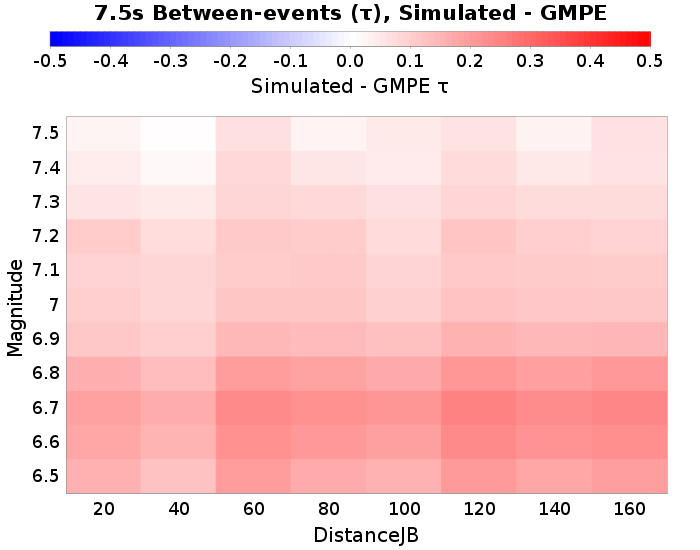 7.5s Between-events (τ), Simulated - GMPE
-0.5 -0.4 -0.3 -0.2 -0.1 0.0 0.1 0.2 0.3 0.4 0.5
Simulated - GMPE τ
Magnitude
7.5
7.4
7.3
7.2
7.1
7
6.9
6.8
6.7
6.6
6.5
20 40 60 80 100 120 140 160
DistanceJB